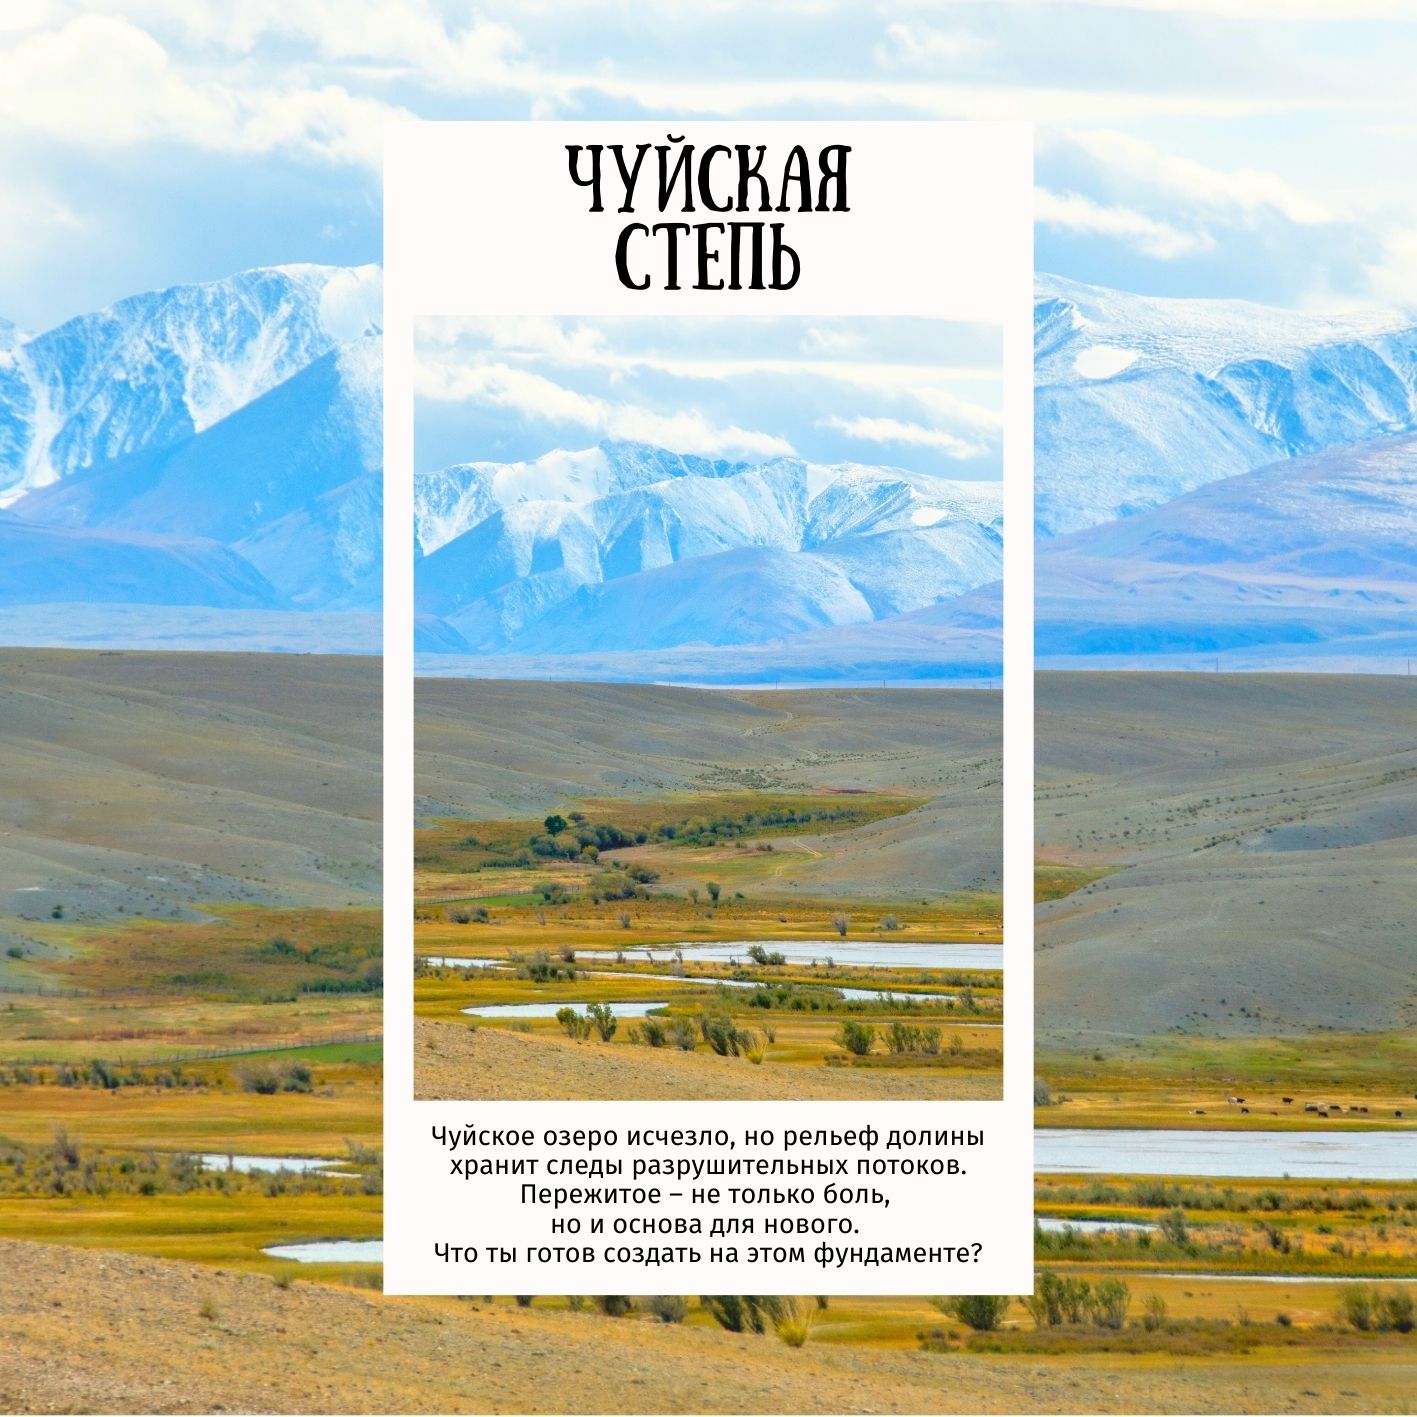 ЧУЙСКАЯ
СТЕПЬ
Чуйское озеро исчезло, но рельеф долины
хранит следы разрушительных потоков.
Пережитое – не только боль,
но и основа для нового.
Что ты готов создать на этом фундаменте?